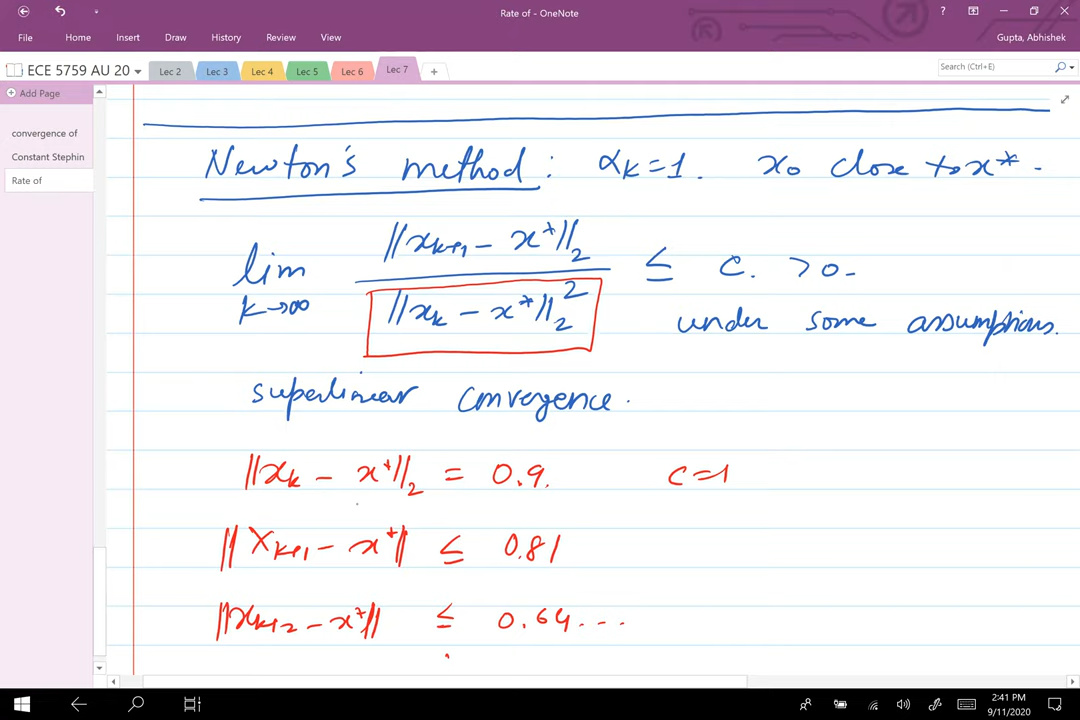 Rate of - OneNote
File Home Insert Draw History Review View
Gupta, Abhishek
ECE 5759 AU 20
Lec 2 Lec 3 Lec 4 Lec 5 Lec 6 Lec 7
Search (Ctrl+E)
Add Page
convergence of
Constant Stephin
Rate of
Newton's method: αk=1. x0 close to x*.
lim k→∞ ||xk+1 - x*||2 / ||xk - x*||2² ≤ c. >0.
under some assumptions.
superlinear convergence.
||xk - x*||2 = 0.9. c=1
||xk+1 - x*|| ≤ 0.81
||xk+2 - x*|| ≤ 0.64...
2:41 PM
9/11/2020